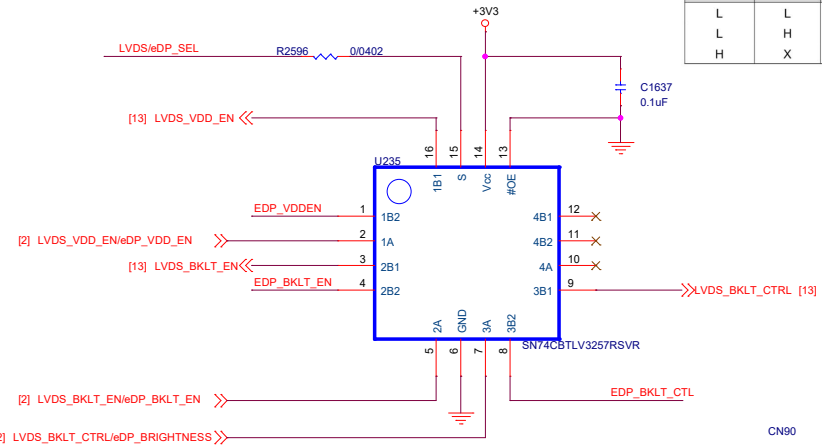 +3V3
L L
L H
H X
LVDS/eDP_SEL
R2596 0/0402
C1637
0.1uF
[13] LVDS_VDD_EN
U235
16 15 14 13
1B1 S Vcc #OE
EDP_VDDEN 1 1B2
[2] LVDS_VDD_EN/eDP_VDD_EN 2 1A
[13] LVDS_BKLT_EN 3 2B1
EDP_BKLT_EN 4 2B2
4B1 12
4B2 11
4A 10
3B1 9 LVDS_BKLT_CTRL [13]
2A GND 3A 3B2
5 6 7 8
SN74CBTLV3257RSVR
[2] LVDS_BKLT_EN/eDP_BKLT_EN
EDP_BKLT_CTL
2] LVDS_BKLT_CTRL/eDP_BRIGHTNESS
CN90